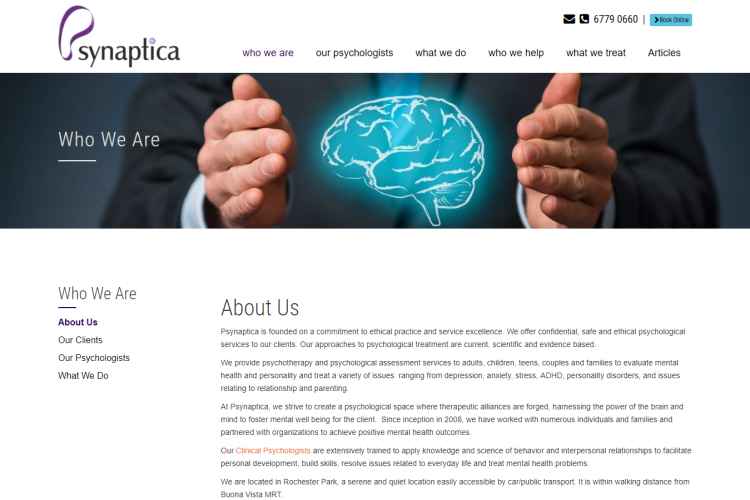 Psynaptica
6779 0660 | Book Online
who we are our psychologists what we do who we help what we treat Articles
Who We Are
Who We Are
About Us
Our Clients
Our Psychologists
What We Do
About Us
Psynaptica is founded on a commitment to ethical practice and service excellence. We offer confidential, safe and ethical psychological
services to our clients. Our approaches to psychological treatment are current, scientific and evidence based.
We provide psychotherapy and psychological assessment services to adults, children, teens, couples and families to evaluate mental
health and personality and treat a variety of issues ranging from depression, anxiety, stress, ADHD, personality disorders, and issues
relating to relationship and parenting.
At Psynaptica, we strive to create a psychological space where therapeutic alliances are forged, harnessing the power of the brain and
mind to foster mental well being for the client. Since inception in 2008, we have worked with numerous individuals and families and
partnered with organizations to achieve positive mental health outcomes.
Our Clinical Psychologists are extensively trained to apply knowledge and science of behavior and interpersonal relationships to facilitate
personal development, build skills, resolve issues related to everyday life and treat mental health problems.
We are located in Rochester Park, a serene and quiet location easily accessible by car/public transport. It is within walking distance from
Buona Vista MRT.